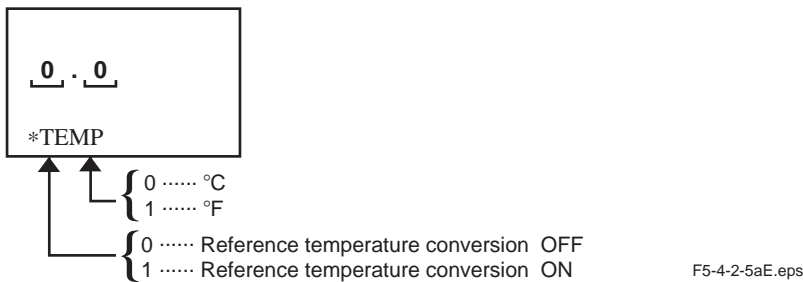 0 . 0
*TEMP
0 ...... °C
1 ...... °F
0 ...... Reference temperature conversion OFF
1 ...... Reference temperature conversion ON
F5-4-2-5aE.eps